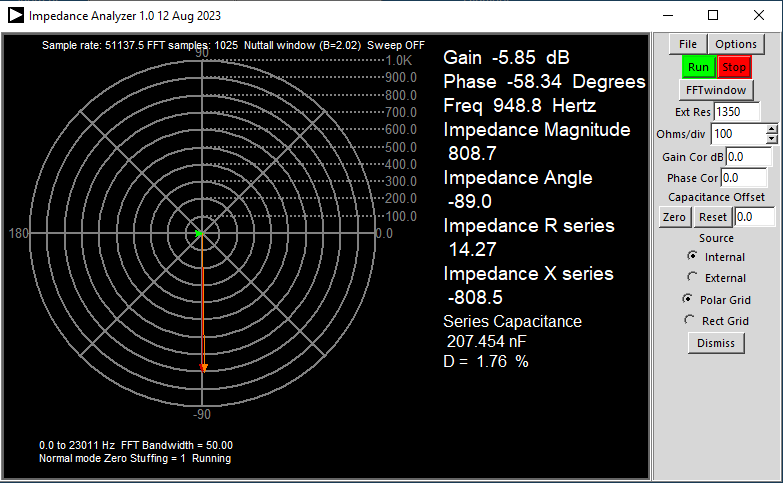 Impedance Analyzer 1.0 12 Aug 2023
Sample rate: 51137.5 FFT samples: 1025 Nuttall window (B=2.02) Sweep OFF
90
1.0K
900.0
800.0
700.0
600.0
500.0
400.0
300.0
200.0
100.0
0.0
180
-90
0.0 to 23011 Hz FFT Bandwidth = 50.00
Normal mode Zero Stuffing = 1 Running
Gain -5.85 dB
Phase -58.34 Degrees
Freq 948.8 Hertz
Impedance Magnitude
808.7
Impedance Angle
-89.0
Impedance R series
14.27
Impedance X series
-808.5
Series Capacitance
207.454 nF
D = 1.76 %
File Options
Run Stop
FFTwindow
Ext Res 1350
Ohms/div 100
Gain Cor dB 0.0
Phase Cor 0.0
Capacitance Offset
Zero Reset 0.0
Source
Internal
External
Polar Grid
Rect Grid
Dismiss